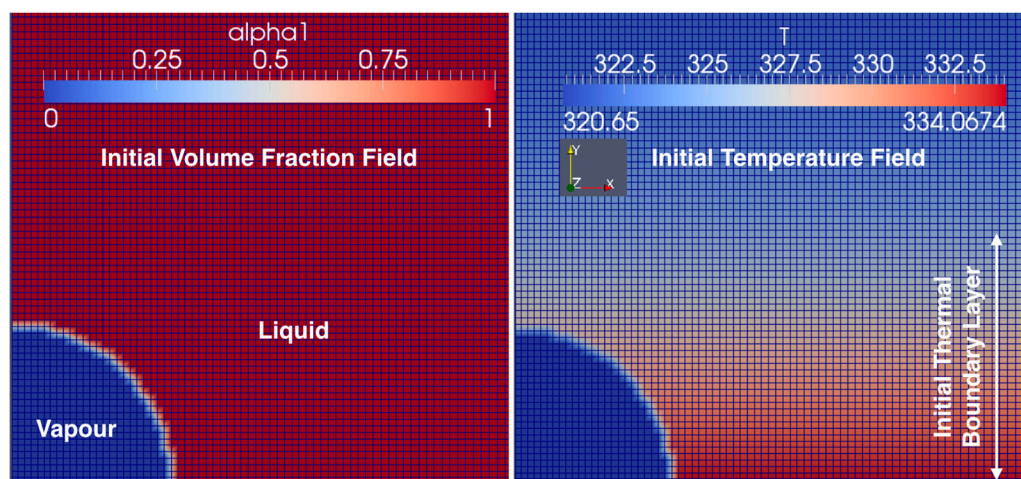 alpha1
0.25 0.5 0.75
0 1
Initial Volume Fraction Field
Liquid
Vapour
T
322.5 325 327.5 330 332.5
320.65 334.0674
Initial Temperature Field
Y
Z X
Initial Thermal
Boundary Layer